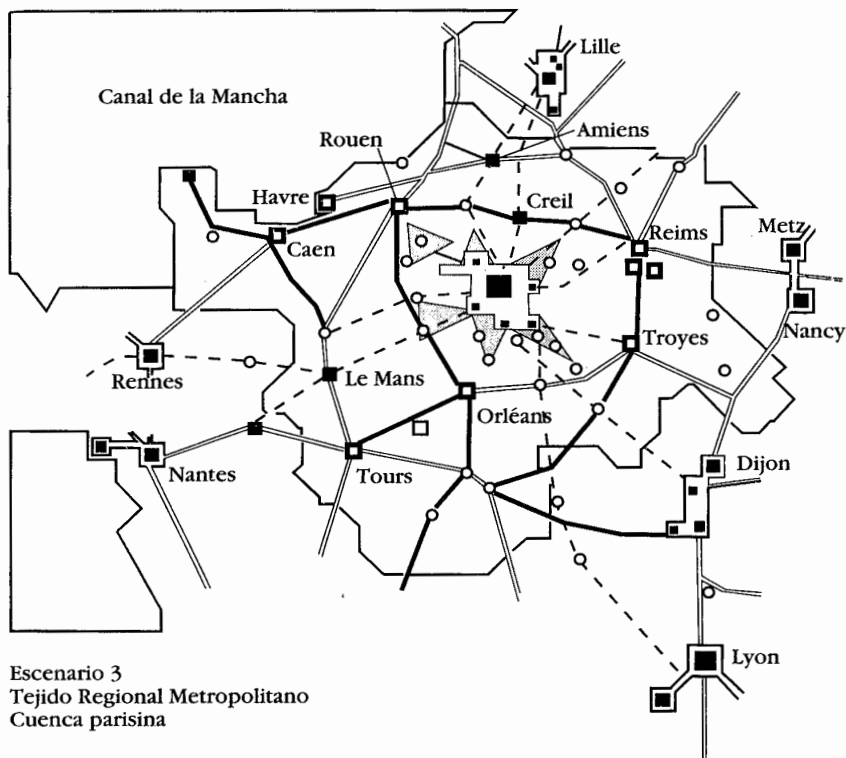 Lille
Canal de la Mancha
Rouen
Amiens
Havre
Creil
Caen
Reims
Metz
Nancy
Rennes
Le Mans
Troyes
Orléans
Nantes
Tours
Dijon
Lyon
Escenario 3
Tejido Regional Metropolitano
Cuenca parisina